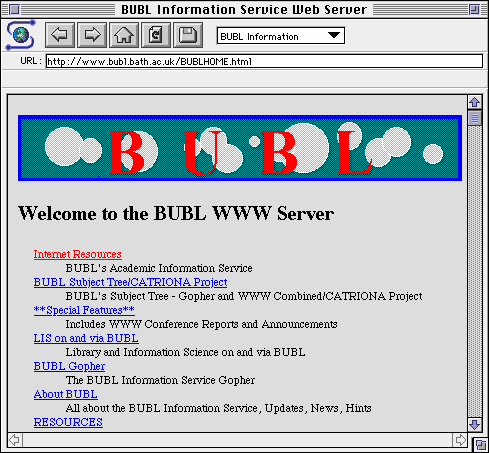 BUBL Information Service Web Server
BUBL Information
URL: http://www.bubl.bath.ac.uk/BUBLHOME.html
B U B L
Welcome to the BUBL WWW Server
Internet Resources
BUBL's Academic Information Service
BUBL Subject Tree/CATRIONA Project
BUBL's Subject Tree - Gopher and WWW Combined/CATRIONA Project
**Special Features**
Includes WWW Conference Reports and Announcements
LIS on and via BUBL
Library and Information Science on and via BUBL
BUBL Gopher
The BUBL Information Service Gopher
About BUBL
All about the BUBL Information Service, Updates, News, Hints
RESOURCES